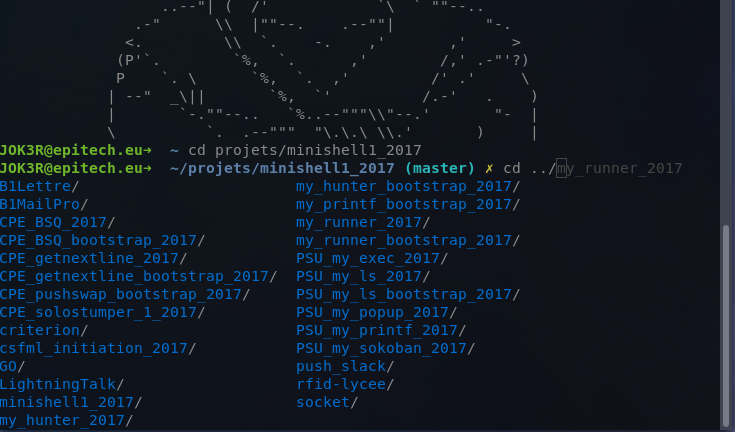 JOK3R@epitech.eu→ ~ cd projets/minishell1_2017
JOK3R@epitech.eu→ ~/projets/minishell1_2017 (master) ✗ cd ../my_runner_2017
B1Lettre/ my_hunter_bootstrap_2017/
B1MailPro/ my_printf_bootstrap_2017/
CPE_BSQ_2017/ my_runner_2017/
CPE_BSQ_bootstrap_2017/ my_runner_bootstrap_2017/
CPE_getnextline_2017/ PSU_my_exec_2017/
CPE_getnextline_bootstrap_2017/ PSU_my_ls_2017/
CPE_pushswap_bootstrap_2017/ PSU_my_ls_bootstrap_2017/
CPE_solostumper_1_2017/ PSU_my_popup_2017/
criterion/ PSU_my_printf_2017/
csfml_initiation_2017/ PSU_my_sokoban_2017/
GO/ push_slack/
LightningTalk/ rfid-lycee/
minishell1_2017/ socket/
my_hunter_2017/